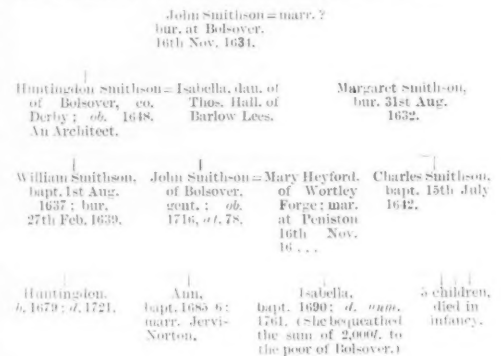 John Smithson = marr. ?
bur. at Bolsover.
16th Nov. 1634.
Huntingdon Smithson = Isabella, dau. of
of Bolsover, co.
Derby ; ob. 1648.
An Architect.
Thos. Hall. of
Barlow Lees.
Margaret Smithson,
bur. 31st Aug.
1632.
William Smithson,
bapt. 1st Aug.
1637 ; bur.
27th Feb. 1639.
John Smithson = Mary Heyford.
of Bolsover.
gent. ; ob.
1716, æt. 78.
of Wortley
Forge ; mar.
at Peniston
16th Nov.
16 . . .
Charles Smithson,
bapt. 15th July
1642.
Huntingdon.
b. 1679 ; d. 1721.
Ann,
bapt. 1685-6 ;
marr. Jervi-
Norton.
Isabella,
bapt. 1690 ; d. unm.
1761. (She bequeathed
the sum of 2,000l. to
the poor of Bolsover.)
5 children,
died in
infancy.